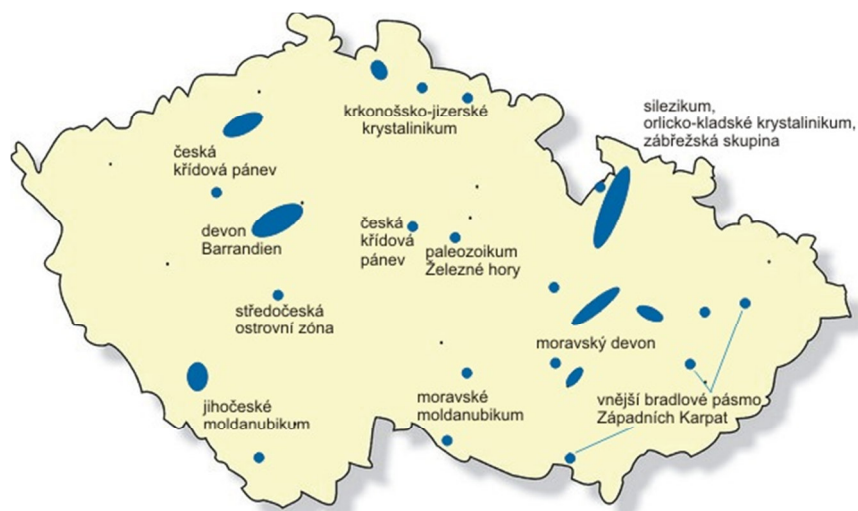 krkonošsko-jizerské
krystalinikum
silezikum,
orlicko-kladské krystalinikum,
zábřežská skupina
česká
křídová pánev
devon
Barrandien
česká
křídová
pánev
paleozoikum
Železné hory
středočeská
ostrovní zóna
moravský devon
jihočeské
moldanubikum
moravské
moldanubikum
vnější bradlové pásmo
Západních Karpat